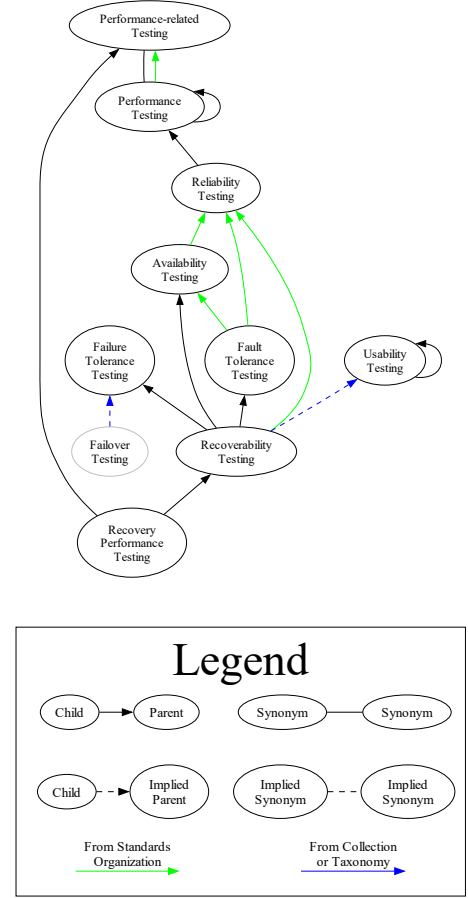 Performance-related
Testing
Performance
Testing
Reliability
Testing
Availability
Testing
Failure
Tolerance
Testing
Fault
Tolerance
Testing
Usability
Testing
Failover
Testing
Recoverability
Testing
Recovery
Performance
Testing
Legend
Child
Parent
Synonym
Synonym
Child
Implied
Parent
Implied
Synonym
Implied
Synonym
From Standards
Organization
From Collection
or Taxonomy